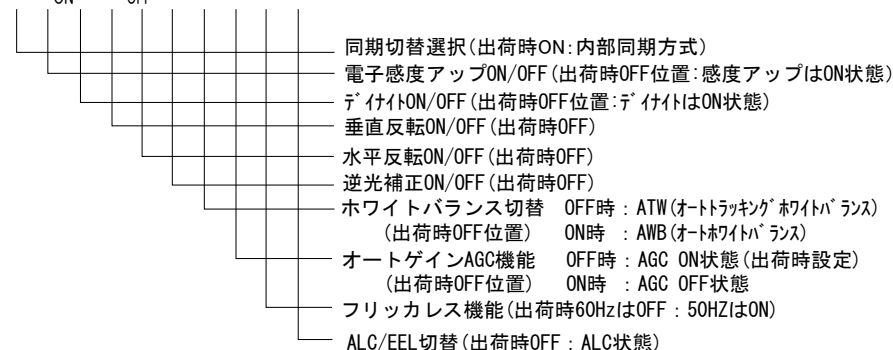 ON OFF
同期切替選択(出荷時ON:内部同期方式)
電子感度アップON/OFF(出荷時OFF位置:感度アップはON状態)
ﾃﾞｲﾅｲﾄON/OFF(出荷時OFF位置:ﾃﾞｲﾅｲﾄはON状態)
垂直反転ON/OFF(出荷時OFF)
水平反転ON/OFF(出荷時OFF)
逆光補正ON/OFF(出荷時OFF)
ホワイトバランス切替 OFF時:ATW(ｵｰﾄﾄﾗｯｷﾝｸﾞﾎﾜｲﾄﾊﾞﾗﾝｽ)
(出荷時OFF位置) ON時 :AWB(ｵｰﾄﾎﾜｲﾄﾊﾞﾗﾝｽ)
オートゲインAGC機能 OFF時:AGC ON状態(出荷時設定)
(出荷時OFF位置) ON時 :AGC OFF状態
フリッカレス機能(出荷時60HzはOFF:50HZはON)
ALC/EEL切替(出荷時OFF:ALC状態)